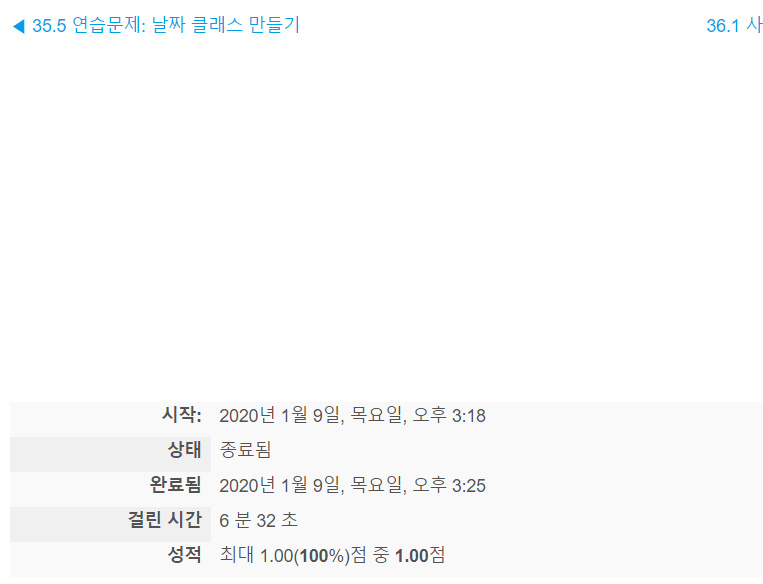 ◀ 35.5 연습문제: 날짜 클래스 만들기
36.1 사
시작: 2020년 1월 9일, 목요일, 오후 3:18
상태 종료됨
완료됨 2020년 1월 9일, 목요일, 오후 3:25
걸린 시간 6 분 32 초
성적 최대 1.00(100%)점 중 1.00점